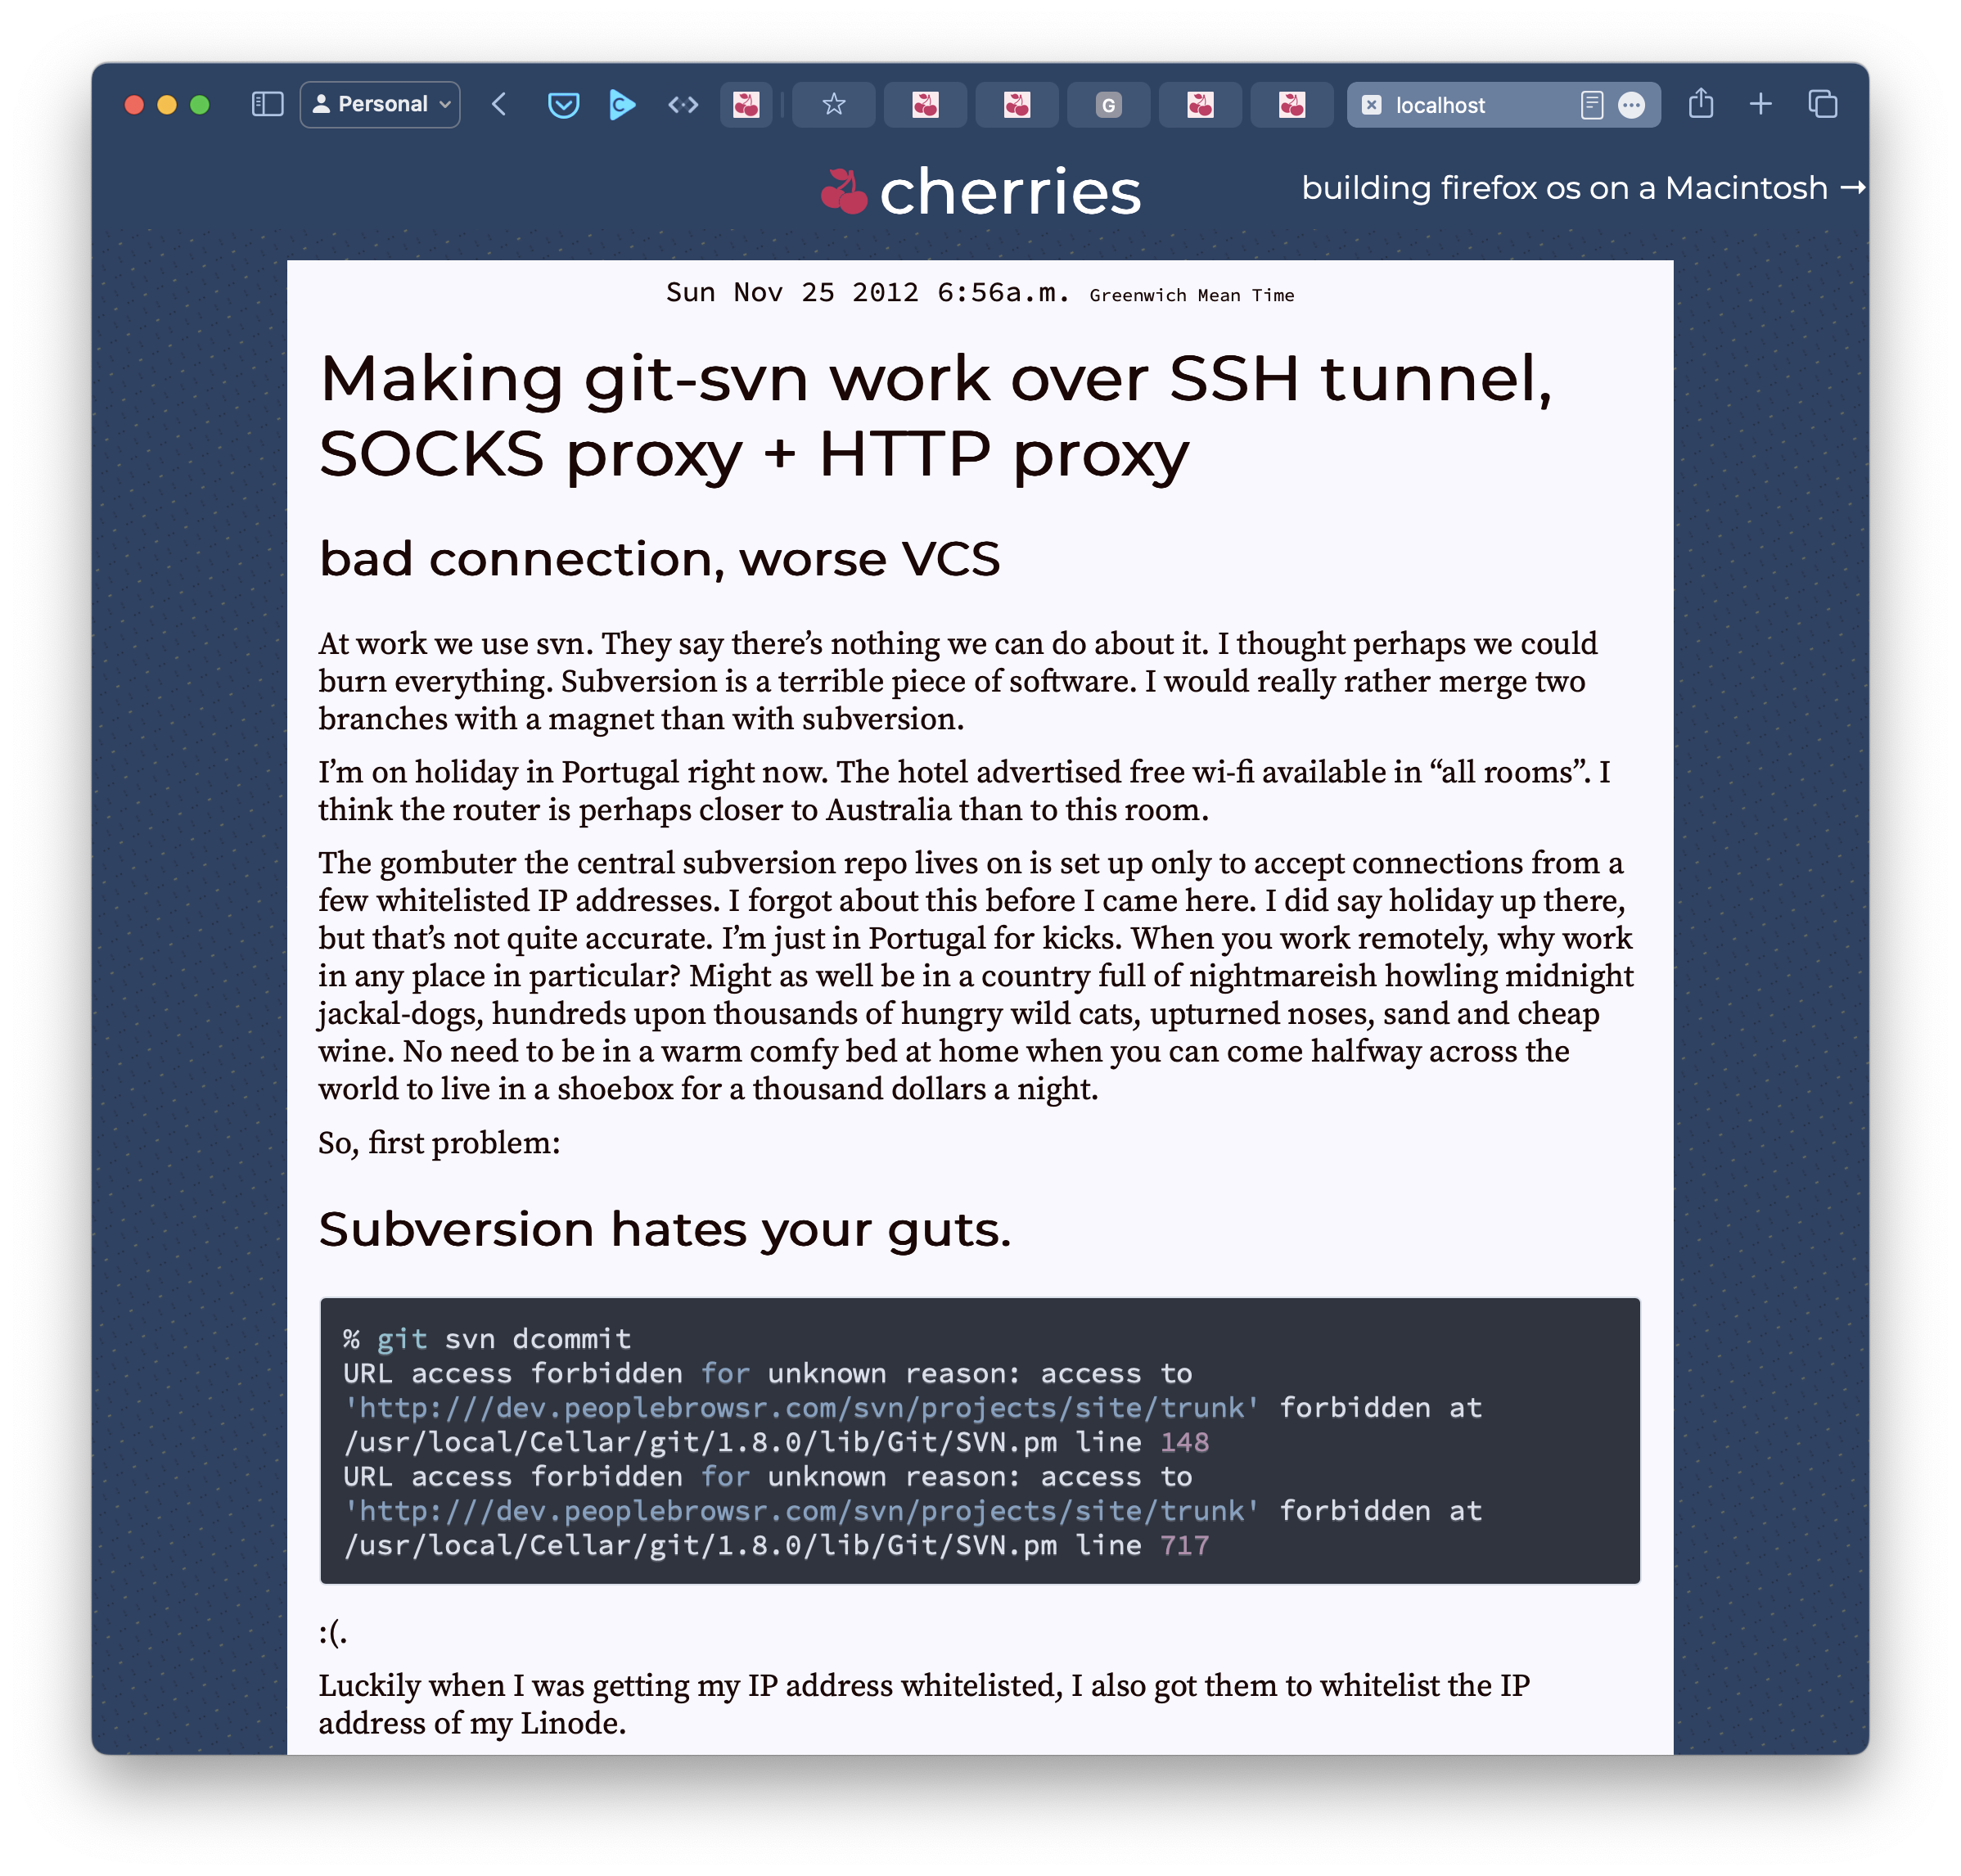 Personal
G
localhost
cherries
building firefox os on a Macintosh →
Sun Nov 25 2012 6:56a.m. Greenwich Mean Time
Making git-svn work over SSH tunnel,
SOCKS proxy + HTTP proxy
bad connection, worse VCS
At work we use svn. They say there’s nothing we can do about it. I thought perhaps we could
burn everything. Subversion is a terrible piece of software. I would really rather merge two
branches with a magnet than with subversion.
I’m on holiday in Portugal right now. The hotel advertised free wi-fi available in “all rooms”. I
think the router is perhaps closer to Australia than to this room.
The gombuter the central subversion repo lives on is set up only to accept connections from a
few whitelisted IP addresses. I forgot about this before I came here. I did say holiday up there,
but that’s not quite accurate. I’m just in Portugal for kicks. When you work remotely, why work
in any place in particular? Might as well be in a country full of nightmareish howling midnight
jackal-dogs, hundreds upon thousands of hungry wild cats, upturned noses, sand and cheap
wine. No need to be in a warm comfy bed at home when you can come halfway across the
world to live in a shoebox for a thousand dollars a night.
So, first problem:
Subversion hates your guts.
% git svn dcommit
URL access forbidden for unknown reason: access to
'http:///dev.peoplebrowsr.com/svn/projects/site/trunk' forbidden at
/usr/local/Cellar/git/1.8.0/lib/Git/SVN.pm line 148
URL access forbidden for unknown reason: access to
'http:///dev.peoplebrowsr.com/svn/projects/site/trunk' forbidden at
/usr/local/Cellar/git/1.8.0/lib/Git/SVN.pm line 717
:(.
Luckily when I was getting my IP address whitelisted, I also got them to whitelist the IP
address of my Linode.